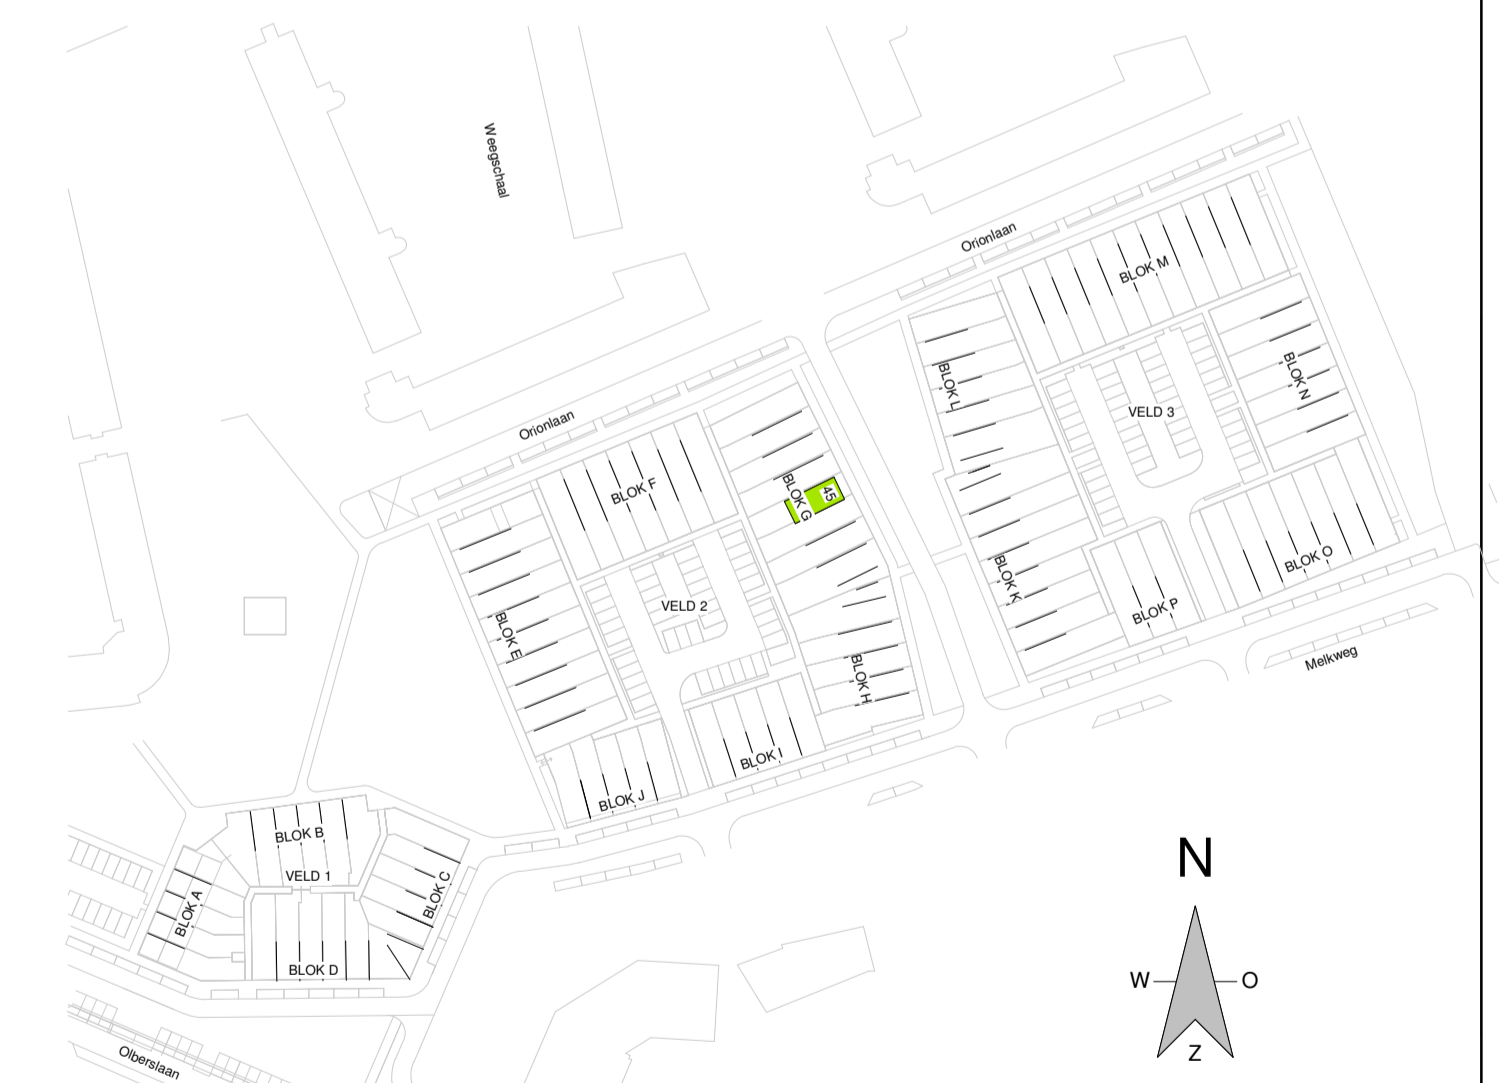 Weegschaal
Orionlaan
BLOK M
BLOK L
BLOK N
VELD 3
Orionlaan
BLOK F
BLOK G
45
BLOK K
BLOK O
BLOK P
VELD 2
BLOK E
BLOK H
Melkweg
BLOK I
BLOK J
BLOK B
VELD 1
BLOK C
BLOK A
BLOK D
Olberslaan
N
W
O
Z